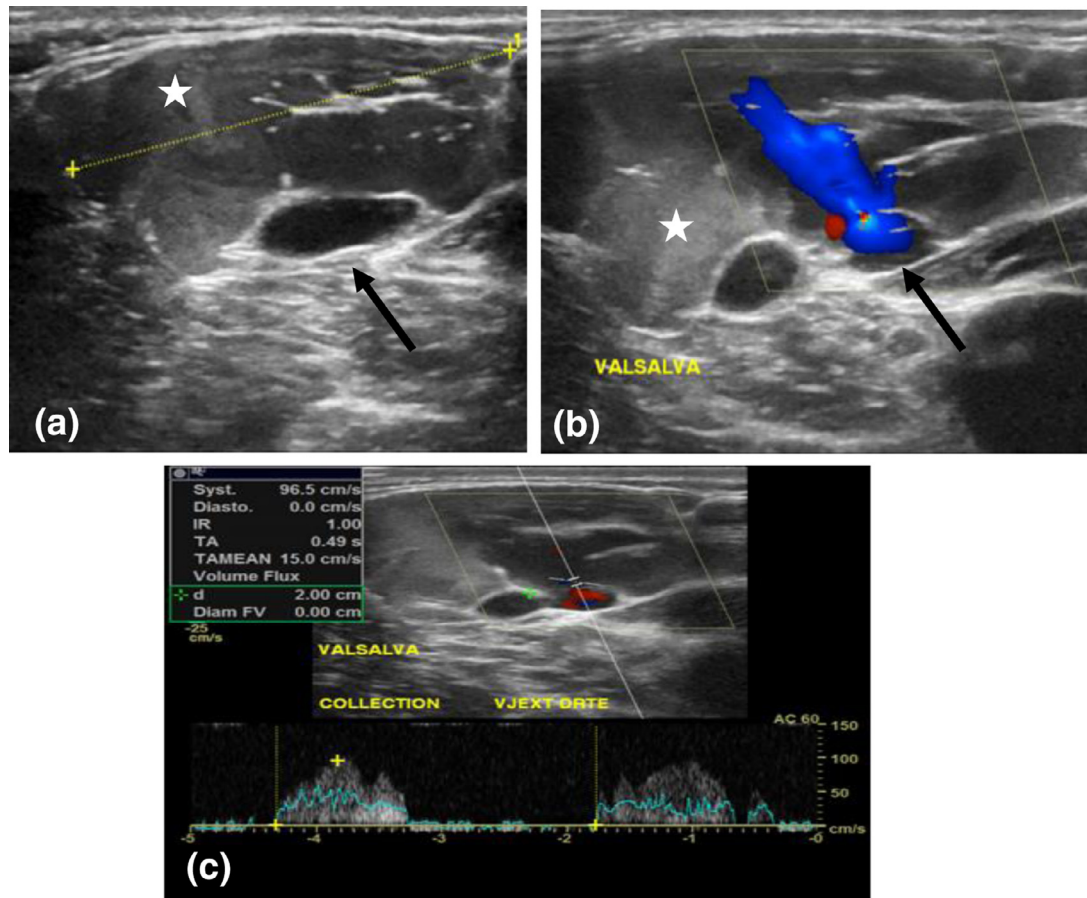 1
(a)
VALSALVA
(b)
Syst. 96.5 cm/s
Diasto. 0.0 cm/s
IR 1.00
TA 0.49 s
TAMEAN 15.0 cm/s
Volume Flux
d 2.00 cm
Diam FV 0.00 cm
-25
cm/s
VALSALVA
COLLECTION VJEXT DRTE
AC 60
150
100
50
cm/s
-5 -4 -3 -2 -1 -0
(c)